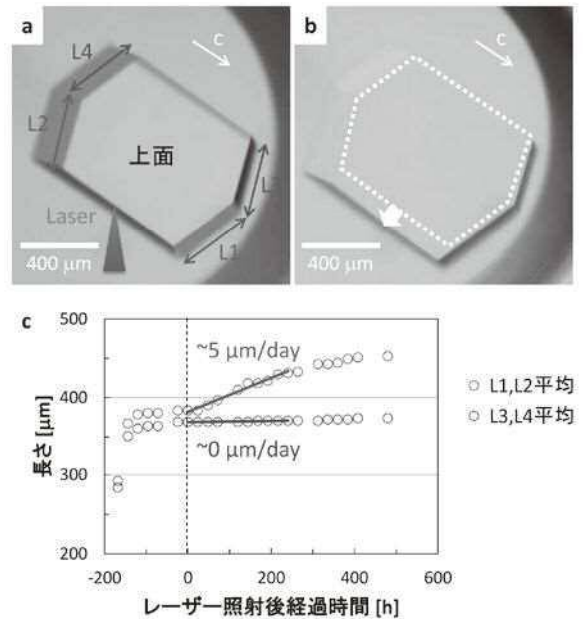 a
C
L4
L2
上面
L3
Laser
L1
400 μm
b
C
400 μm
c
500
400
300
200
長さ [μm]
~5 μm/day
~0 μm/day
L1,L2平均
L3,L4平均
-200 0 200 400 600
レーザー照射後経過時間 [h]